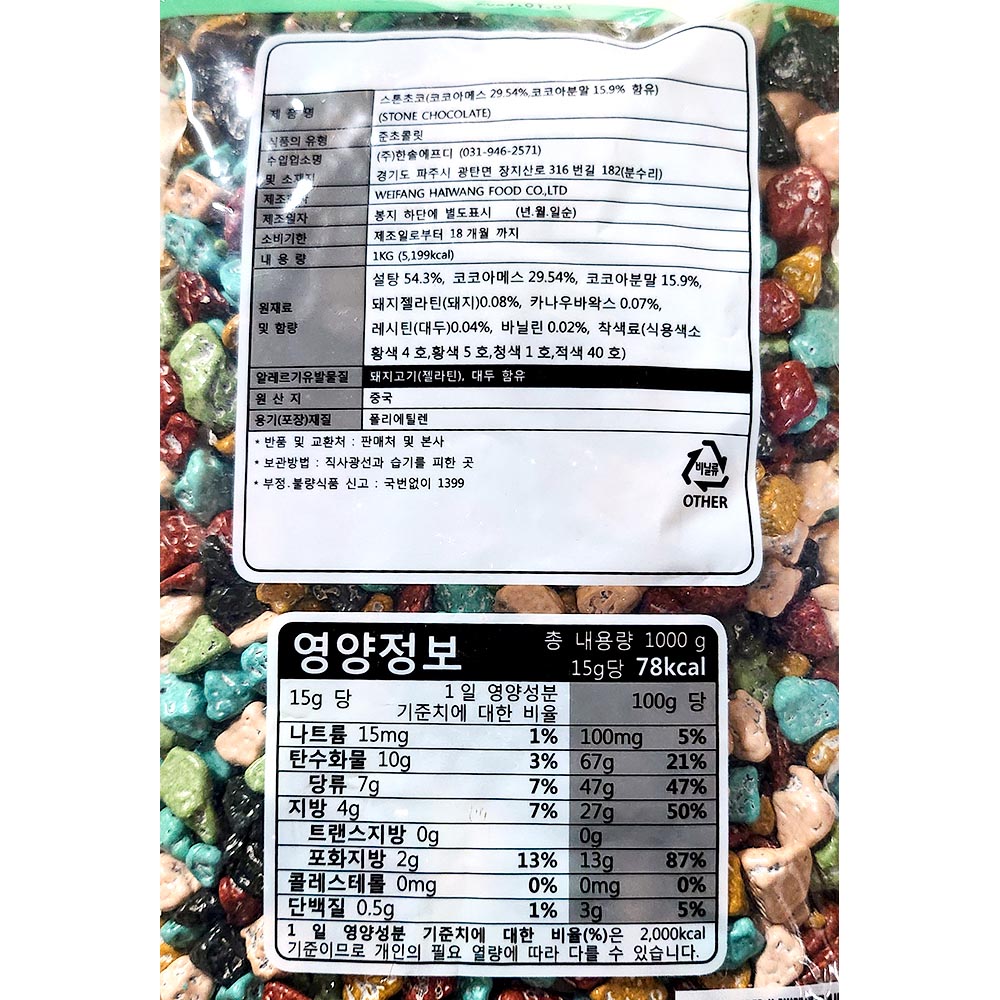 스톤초코(코코아메스 29.54%,코코아분말 15.9% 함유)
제 품 명
(STONE CHOCOLATE)
식품의 유형 준초콜릿
수입업소명 (주)한솔에프디 (031-946-2571)
및 소재지 경기도 파주시 광탄면 장지산로 316 번길 182(분수리)
WEIFANG HAIWANG FOOD CO.,LTD
제조일자 봉지 하단에 별도표시 (년.월.일순)
소비기한 제조일로부터 18 개월 까지
내 용 량 1KG (5,199kcal)
원재료
및 함량
설탕 54.3%, 코코아메스 29.54%, 코코아분말 15.9%,
돼지젤라틴(돼지)0.08%, 카나우바왁스 0.07%,
레시틴(대두)0.04%, 바닐린 0.02%, 착색료(식용색소
황색 4 호,황색 5 호,청색 1 호,적색 40 호)
알레르기유발물질 돼지고기(젤라틴), 대두 함유
원 산 지 중국
용기(포장)재질 폴리에틸렌
* 반품 및 교환처 : 판매처 및 본사
* 보관방법 : 직사광선과 습기를 피한 곳
* 부정.불량식품 신고 : 국번없이 1399
비닐류
OTHER
영양정보
총 내용량 1000 g
15g당 78kcal
15g 당
1일 영양성분
기준치에 대한 비율
100g 당
나트륨 15mg 1% 100mg 5%
탄수화물 10g 3% 67g 21%
당류 7g 7% 47g 47%
지방 4g 7% 27g 50%
트랜스지방 0g 0g
포화지방 2g 13% 13g 87%
콜레스테롤 0mg 0% 0mg 0%
단백질 0.5g 1% 3g 5%
1 일 영양성분 기준치에 대한 비율(%)은 2,000kcal
기준이므로 개인의 필요 열량에 따라 다를 수 있습니다.